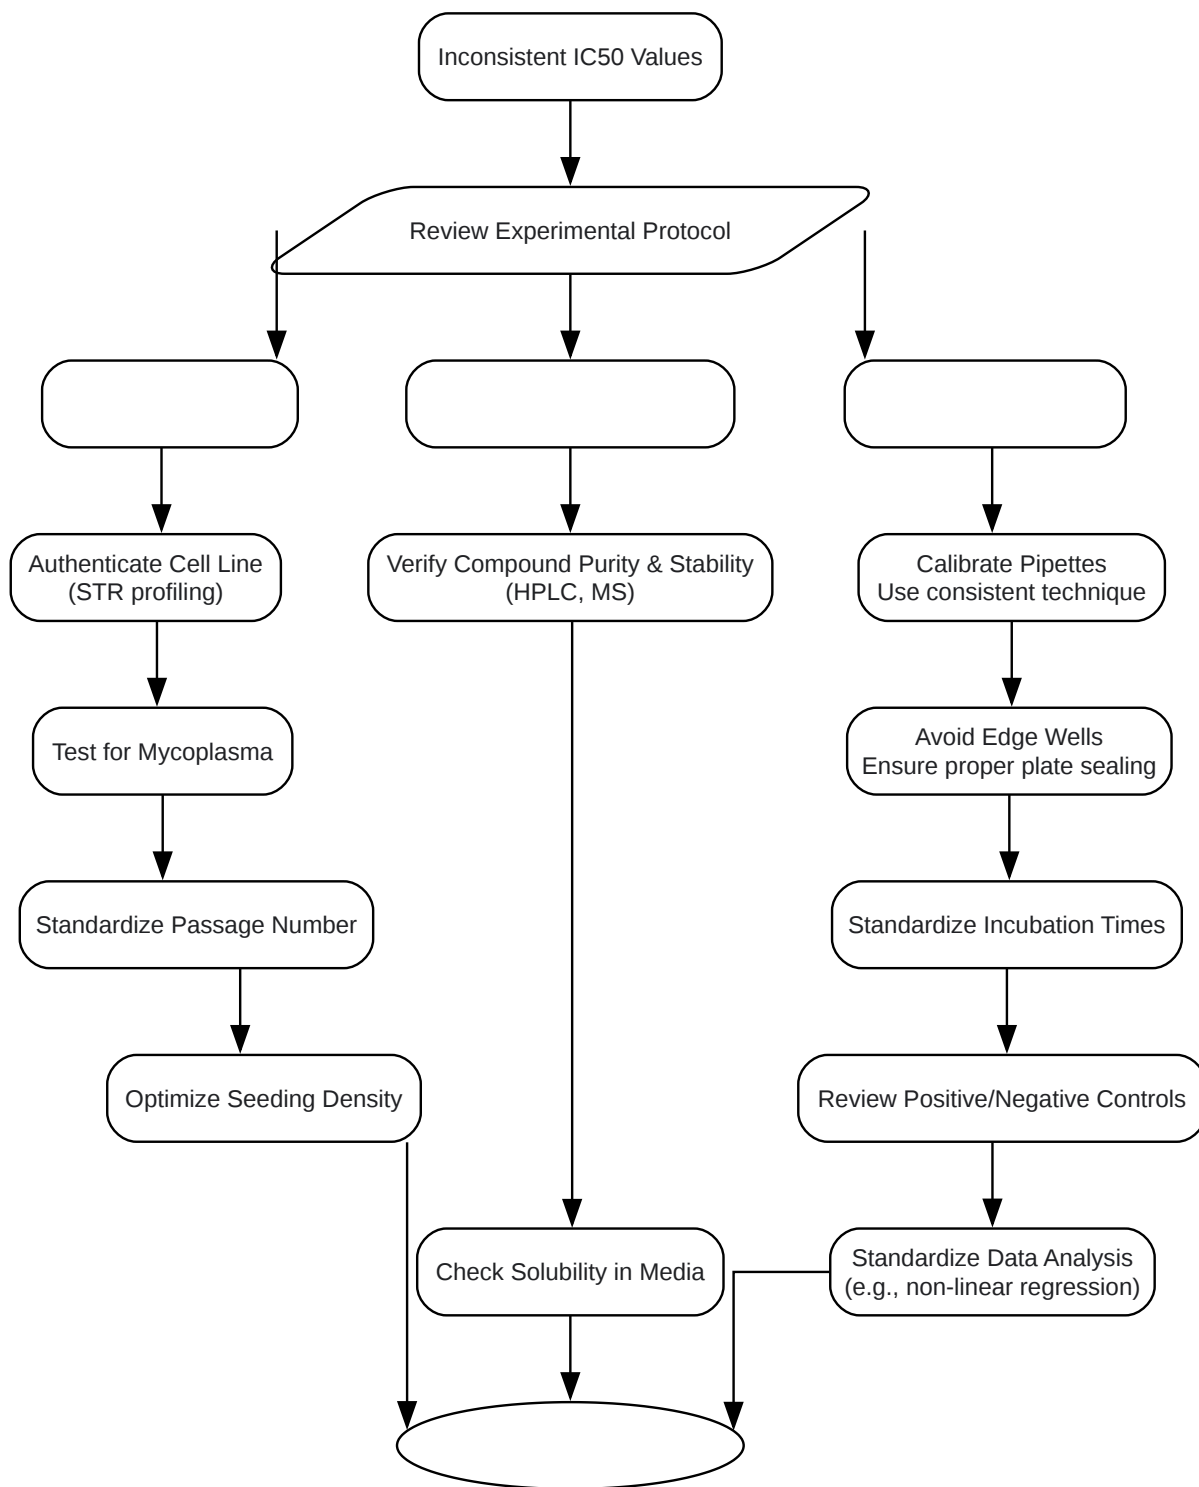 Inconsistent IC50 Values
Review Experimental Protocol
Authenticate Cell Line
(STR profiling)
Verify Compound Purity & Stability
(HPLC, MS)
Calibrate Pipettes
Use consistent technique
Test for Mycoplasma
Avoid Edge Wells
Ensure proper plate sealing
Standardize Passage Number
Standardize Incubation Times
Optimize Seeding Density
Review Positive/Negative Controls
Check Solubility in Media
Standardize Data Analysis
(e.g., non-linear regression)